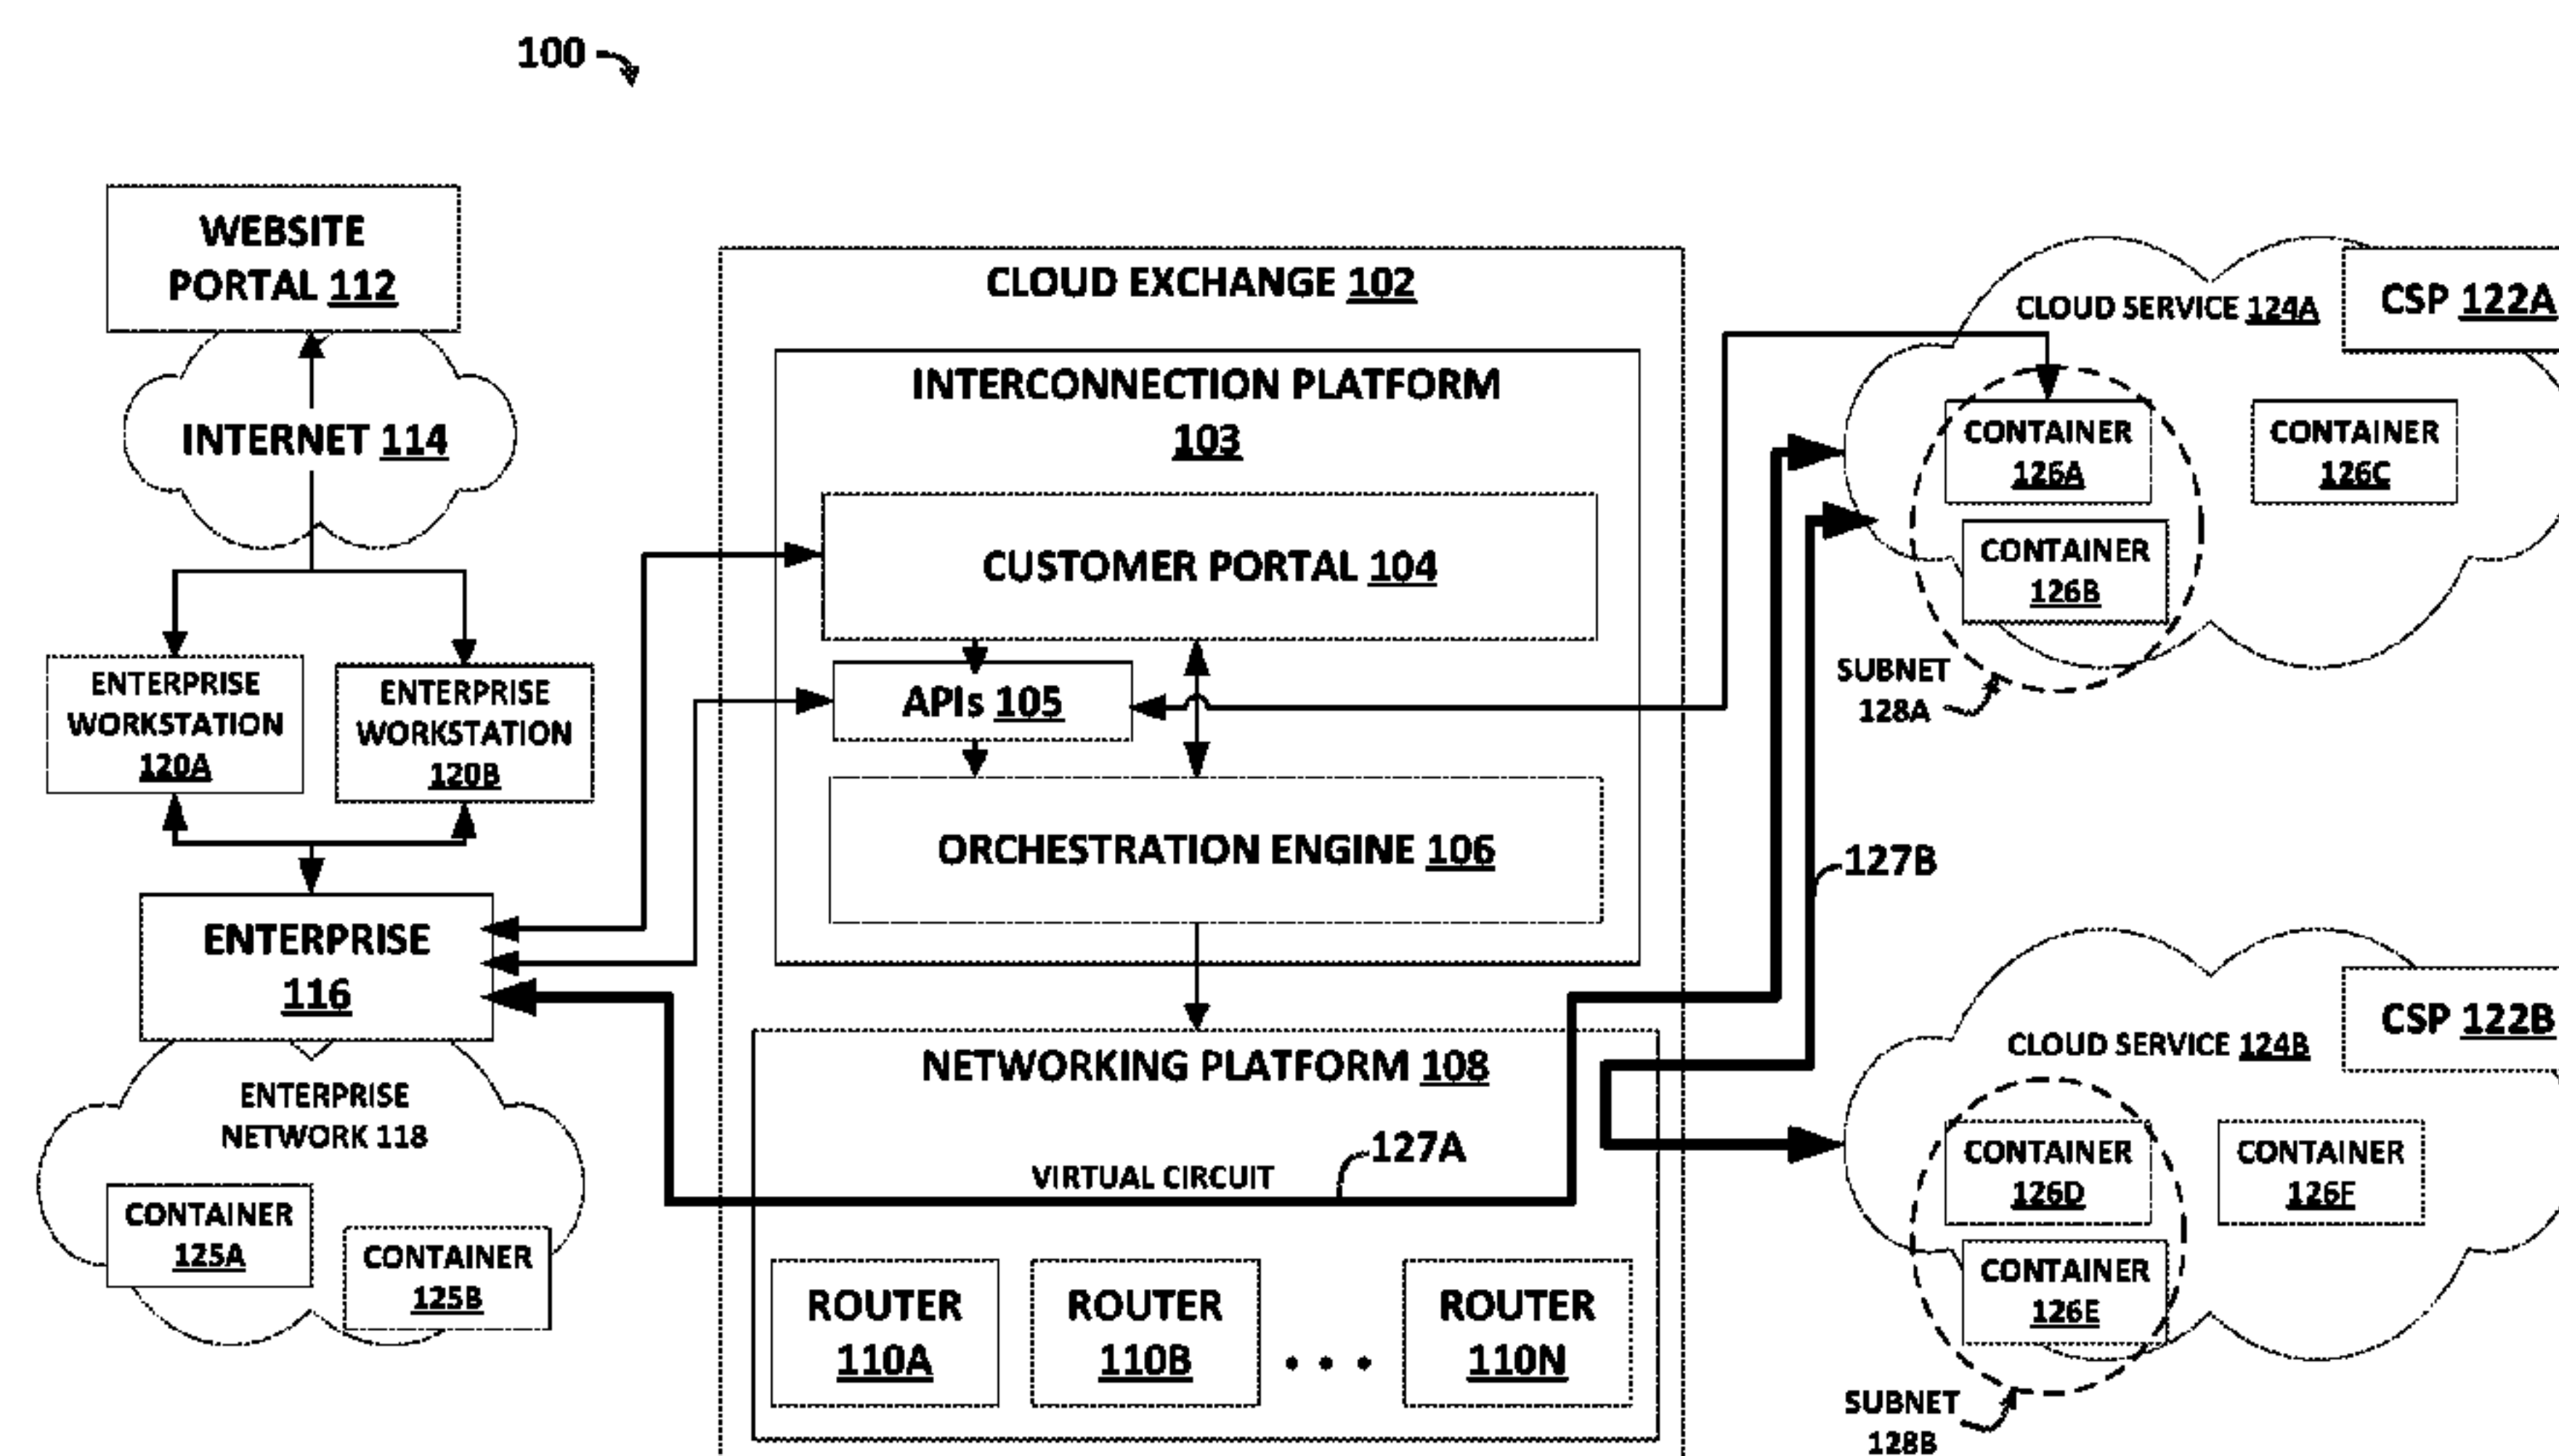 100
WEBSITE
PORTAL 112
INTERNET 114
ENTERPRISE
WORKSTATION
120A
ENTERPRISE
WORKSTATION
120B
ENTERPRISE
116
ENTERPRISE
NETWORK 118
CONTAINER
125A
CONTAINER
125B
CLOUD EXCHANGE 102
INTERCONNECTION PLATFORM
103
CUSTOMER PORTAL 104
APIs 105
ORCHESTRATION ENGINE 106
NETWORKING PLATFORM 108
VIRTUAL CIRCUIT
127A
ROUTER
110A
ROUTER
110B
• • •
ROUTER
110N
CLOUD SERVICE 124A
CSP 122A
CONTAINER
126A
CONTAINER
126B
CONTAINER
126C
SUBNET
128A
127B
CLOUD SERVICE 124B
CSP 122B
CONTAINER
126D
CONTAINER
126E
CONTAINER
126F
SUBNET
128B